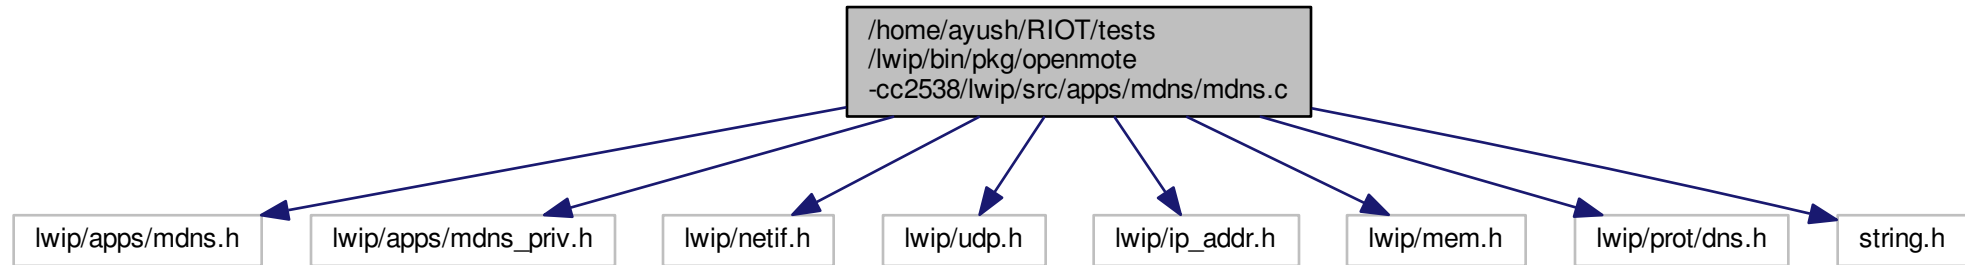 /home/ayush/RIOT/tests
/lwip/bin/pkg/openmote
-cc2538/lwip/src/apps/mdns/mdns.c
lwip/apps/mdns.h
lwip/apps/mdns_priv.h
lwip/netif.h
lwip/udp.h
lwip/ip_addr.h
lwip/mem.h
lwip/prot/dns.h
string.h